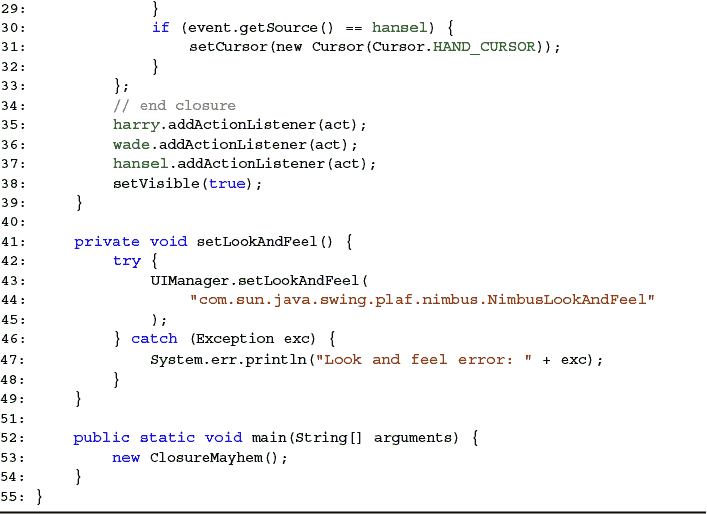 29:             }
30:             if (event.getSource() == hansel) {
31:                 setCursor(new Cursor(Cursor.HAND_CURSOR));
32:             }
33:         };
34:         // end closure
35:         harry.addActionListener(act);
36:         wade.addActionListener(act);
37:         hansel.addActionListener(act);
38:         setVisible(true);
39:     }
40:
41:     private void setLookAndFeel() {
42:         try {
43:             UIManager.setLookAndFeel(
44:                 "com.sun.java.swing.plaf.nimbus.NimbusLookAndFeel"
45:             );
46:         } catch (Exception exc) {
47:             System.err.println("Look and feel error: " + exc);
48:         }
49:     }
51:
52:     public static void main(String[] arguments) {
53:         new ClosureMayhem();
54:     }
55: }